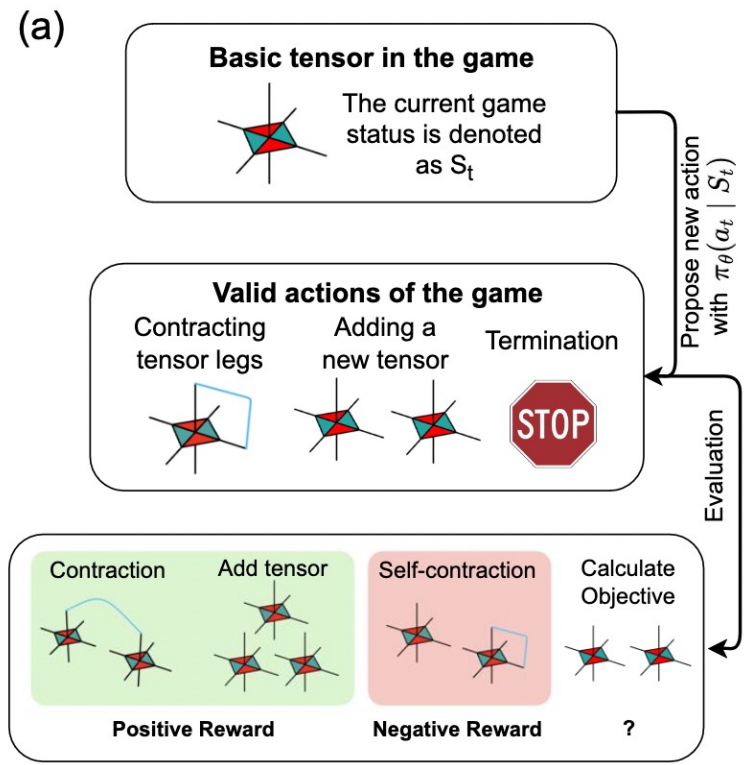 (a)
Basic tensor in the game
The current game
status is denoted
as S_t
Propose new action
with π_θ(a_t | S_t)
Valid actions of the game
Contracting
tensor legs
Adding a
new tensor
Termination
STOP
Evaluation
Contraction
Add tensor
Self-contraction
Calculate
Objective
Positive Reward
Negative Reward
?